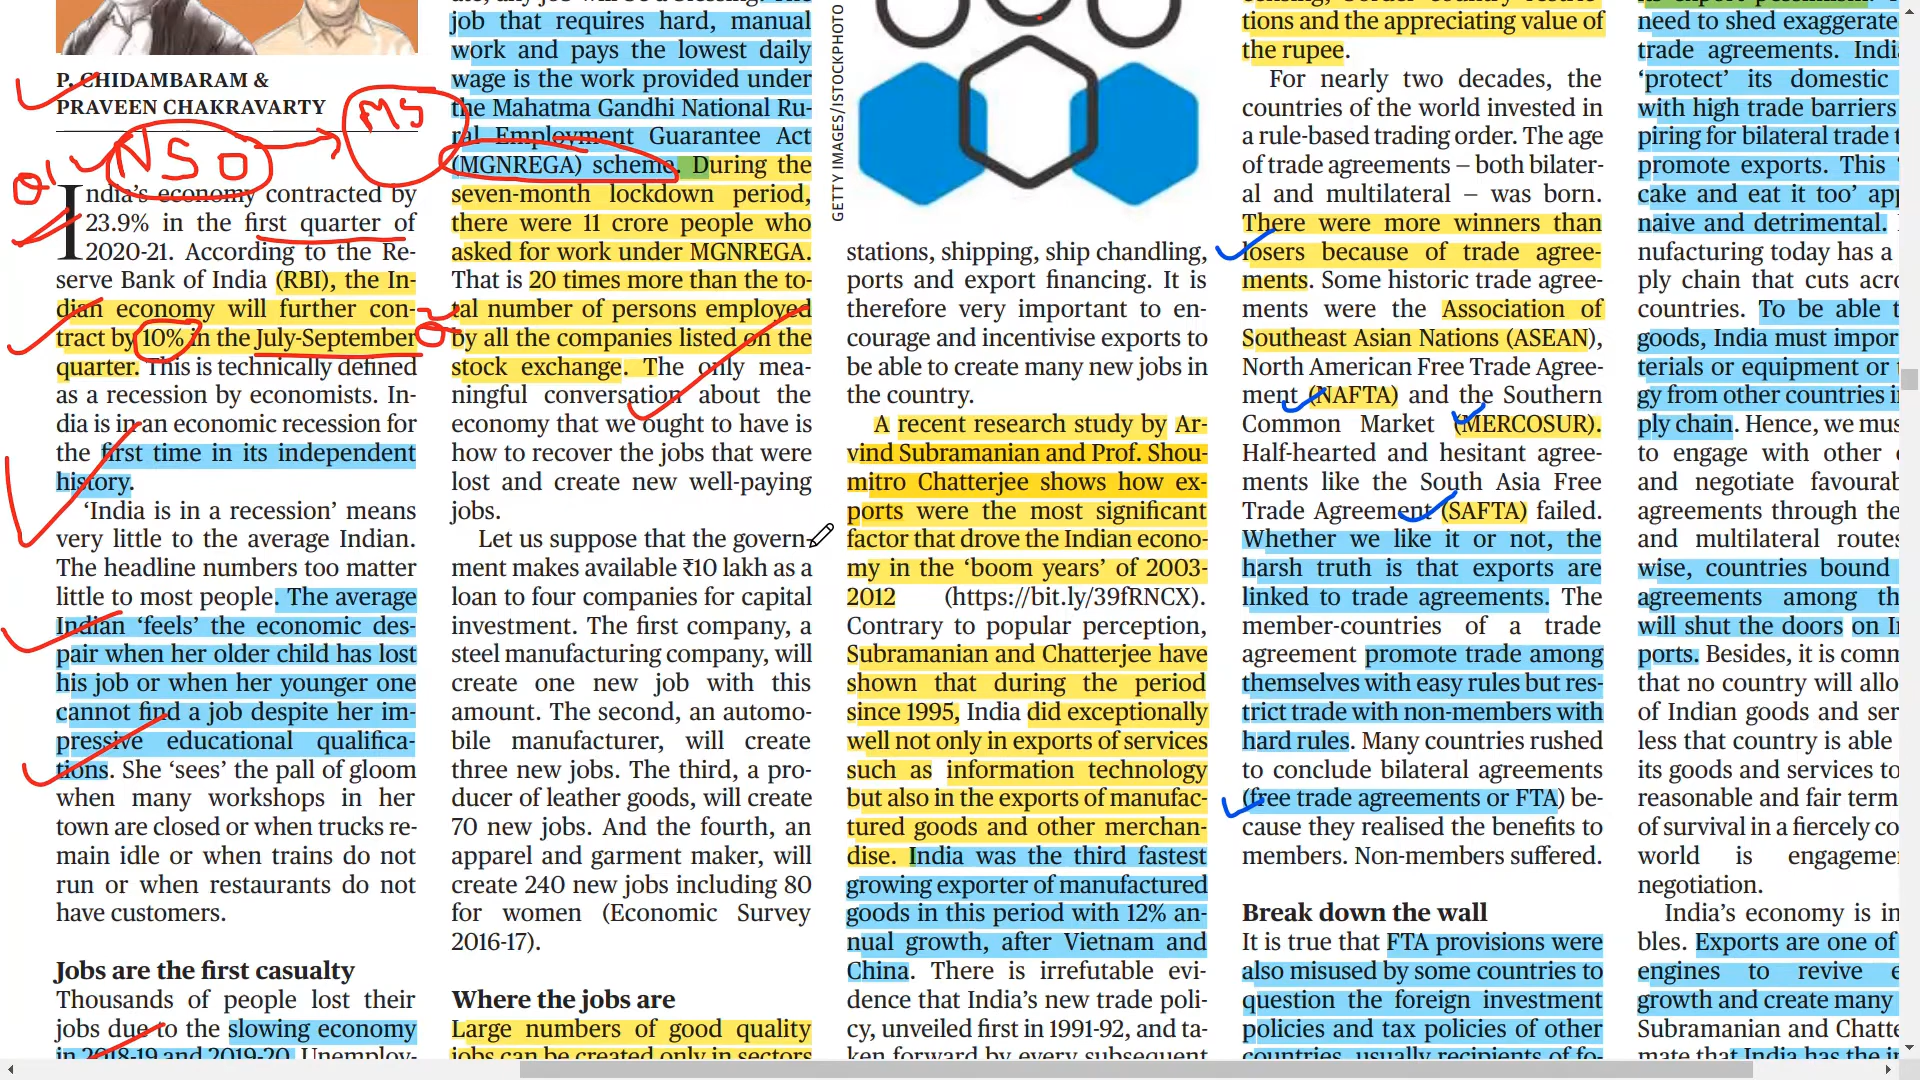 P. CHIDAMBARAM &
PRAVEEN CHAKRAVARTY
NSO
India's economy contracted by
23.9% in the first quarter of
2020-21. According to the Re-
serve Bank of India (RBI), the In-
dian economy will further con-
tract by 10% in the July-September
quarter. This is technically defined
as a recession by economists. In-
dia is in an economic recession for
the first time in its independent
history.
'India is in a recession' means
very little to the average Indian.
The headline numbers too matter
little to most people. The average
Indian 'feels' the economic des-
pair when her older child has lost
his job or when her younger one
cannot find a job despite her im-
pressive educational qualifica-
tions. She 'sees' the pall of gloom
when many workshops in her
town are closed or when trucks re-
main idle or when trains do not
run or when restaurants do not
have customers.
Jobs are the first casualty
Thousands of people lost their
jobs due to the slowing economy
in 2018-19 and 2019-20. Unemploy-
job that requires hard, manual
work and pays the lowest daily
wage is the work provided under
the Mahatma Gandhi National Ru-
ral Employment Guarantee Act
(MGNREGA) scheme. During the
seven-month lockdown period,
there were 11 crore people who
asked for work under MGNREGA.
That is 20 times more than the to-
tal number of persons employed
by all the companies listed on the
stock exchange. The only mea-
ningful conversation about the
economy that we ought to have is
how to recover the jobs that were
lost and create new well-paying
jobs.
Let us suppose that the govern-
ment makes available ₹10 lakh as a
loan to four companies for capital
investment. The first company, a
steel manufacturing company, will
create one new job with this
amount. The second, an automo-
bile manufacturer, will create
three new jobs. The third, a pro-
ducer of leather goods, will create
70 new jobs. And the fourth, an
apparel and garment maker, will
create 240 new jobs including 80
for women (Economic Survey
2016-17).
Where the jobs are
Large numbers of good quality
jobs can be created only in sectors
GETTY IMAGES/ISTOCKPHOTO
stations, shipping, ship chandling,
ports and export financing. It is
therefore very important to en-
courage and incentivise exports to
be able to create many new jobs in
the country.
A recent research study by Ar-
vind Subramanian and Prof. Shou-
mitro Chatterjee shows how ex-
ports were the most significant
factor that drove the Indian econo-
my in the 'boom years' of 2003-
2012 (https://bit.ly/39fRNCX).
Contrary to popular perception,
Subramanian and Chatterjee have
shown that during the period
since 1995, India did exceptionally
well not only in exports of services
such as information technology
but also in the exports of manufac-
tured goods and other merchan-
dise. India was the third fastest
growing exporter of manufactured
goods in this period with 12% an-
nual growth, after Vietnam and
China. There is irrefutable evi-
dence that India's new trade poli-
cy, unveiled first in 1991-92, and ta-
ken forward by every subsequent
tions and the appreciating value of
the rupee.
For nearly two decades, the
countries of the world invested in
a rule-based trading order. The age
of trade agreements – both bilater-
al and multilateral – was born.
There were more winners than
losers because of trade agree-
ments. Some historic trade agree-
ments were the Association of
Southeast Asian Nations (ASEAN),
North American Free Trade Agree-
ment (NAFTA) and the Southern
Common Market (MERCOSUR).
Half-hearted and hesitant agree-
ments like the South Asia Free
Trade Agreement (SAFTA) failed.
Whether we like it or not, the
harsh truth is that exports are
linked to trade agreements. The
member-countries of a trade
agreement promote trade among
themselves with easy rules but res-
trict trade with non-members with
hard rules. Many countries rushed
to conclude bilateral agreements
(free trade agreements or FTA) be-
cause they realised the benefits to
members. Non-members suffered.
Break down the wall
It is true that FTA provisions were
also misused by some countries to
question the foreign investment
policies and tax policies of other
countries, usually recipients of fo-
need to shed exaggerate
trade agreements. Indi
'protect' its domestic
with high trade barriers
piring for bilateral trade t
promote exports. This '
cake and eat it too' app
naive and detrimental.
nufacturing today has a
ply chain that cuts acro
countries. To be able t
goods, India must impor
terials or equipment or
gy from other countries i
ply chain. Hence, we mus
to engage with other
and negotiate favourab
agreements through the
and multilateral routes
wise, countries bound
agreements among th
will shut the doors on I
ports. Besides, it is comm
that no country will allo
of Indian goods and ser
less that country is able
its goods and services to
reasonable and fair term
of survival in a fiercely co
world is engagemen
negotiation.
India's economy is in
bles. Exports are one of
engines to revive e
growth and create many
Subramanian and Chatte
mate that India has the i